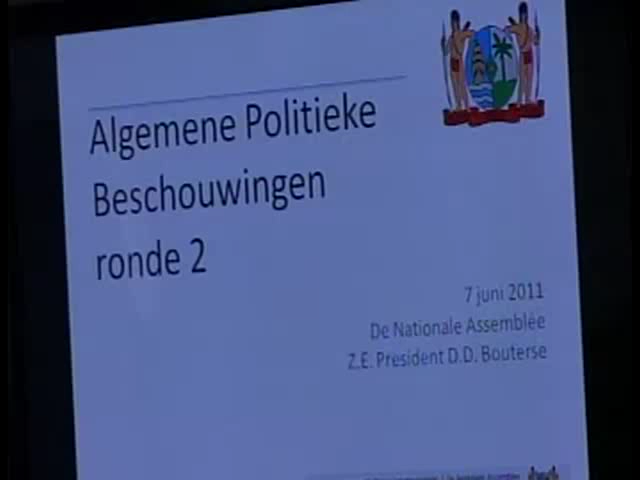 Algemene Politieke
Beschouwingen
ronde 2
7 juni 2011
De Nationale Assemblée
Z.E. President D.D. Bouterse